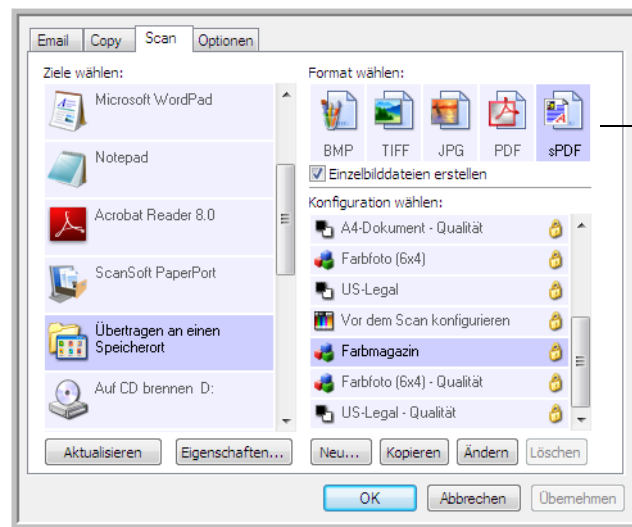 Email Copy Scan Optionen
Ziele wählen:
Microsoft WordPad
Notepad
Acrobat Reader 8.0
ScanSoft PaperPort
Übertragen an einen
Speicherort
Auf CD brennen D:
Aktualisieren Eigenschaften...
Format wählen:
BMP TIFF JPG PDF sPDF
Einzelbilddateien erstellen
Konfiguration wählen:
A4-Dokument - Qualität
Farbfoto (6x4)
US-Legal
Vor dem Scan konfigurieren
Farbmagazin
Farbfoto (6x4) - Qualität
US-Legal - Qualität
Neu... Kopieren Ändern Löschen
OK Abbrechen Übernehmen